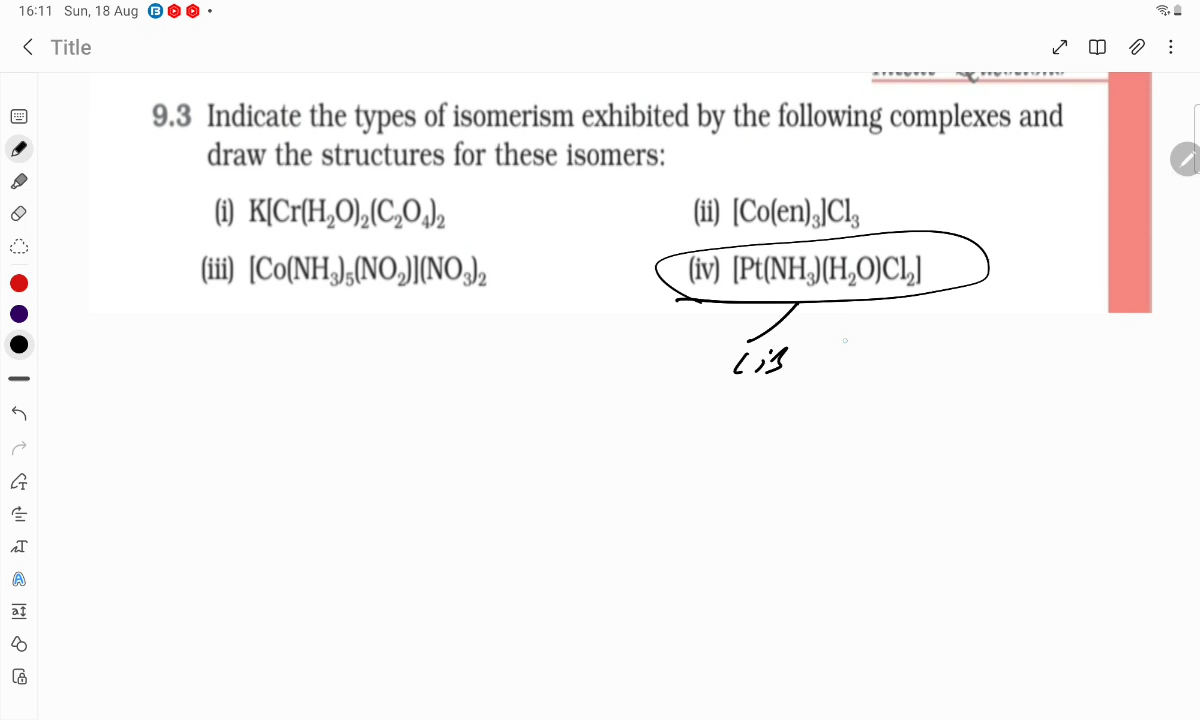 16:11 Sun, 18 Aug
Title
9.3 Indicate the types of isomerism exhibited by the following complexes and
draw the structures for these isomers:
(i) K[Cr(H₂O)₂(C₂O₄)₂
(ii) [Co(en)₃]Cl₃
(iii) [Co(NH₃)₅(NO₂)](NO₃)₂
(iv) [Pt(NH₃)(H₂O)Cl₂]
Cis